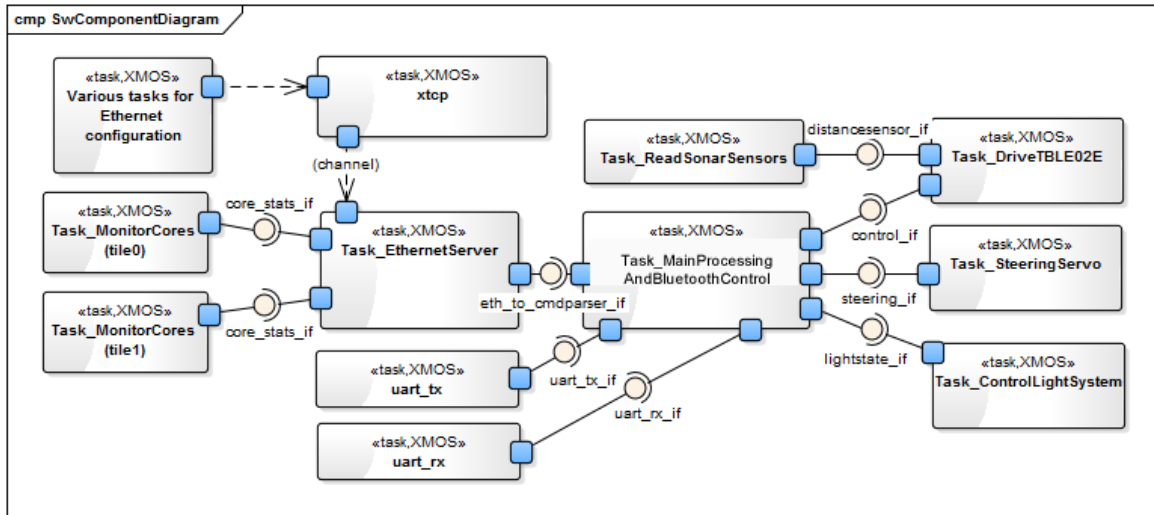 cmp SwComponentDiagram
«task,XMOS»
Various tasks for
Ethernet
configuration
«task,XMOS»
xtcp
(channel)
«task,XMOS»
Task_ReadSonarSensors
distancesensor_if
«task,XMOS»
Task_DriveTBLE02E
«task,XMOS»
Task_MonitorCores
(tile0)
core_stats_if
«task,XMOS»
Task_EthernetServer
«task,XMOS»
Task_MainProcessing
AndBluetoothControl
control_if
«task,XMOS»
Task_SteeringServo
steering_if
eth_to_cmdparser_if
«task,XMOS»
Task_MonitorCores
(tile1)
core_stats_if
lightstate_if
«task,XMOS»
Task_ControlLightSystem
«task,XMOS»
uart_tx
uart_tx_if
uart_rx_if
«task,XMOS»
uart_rx